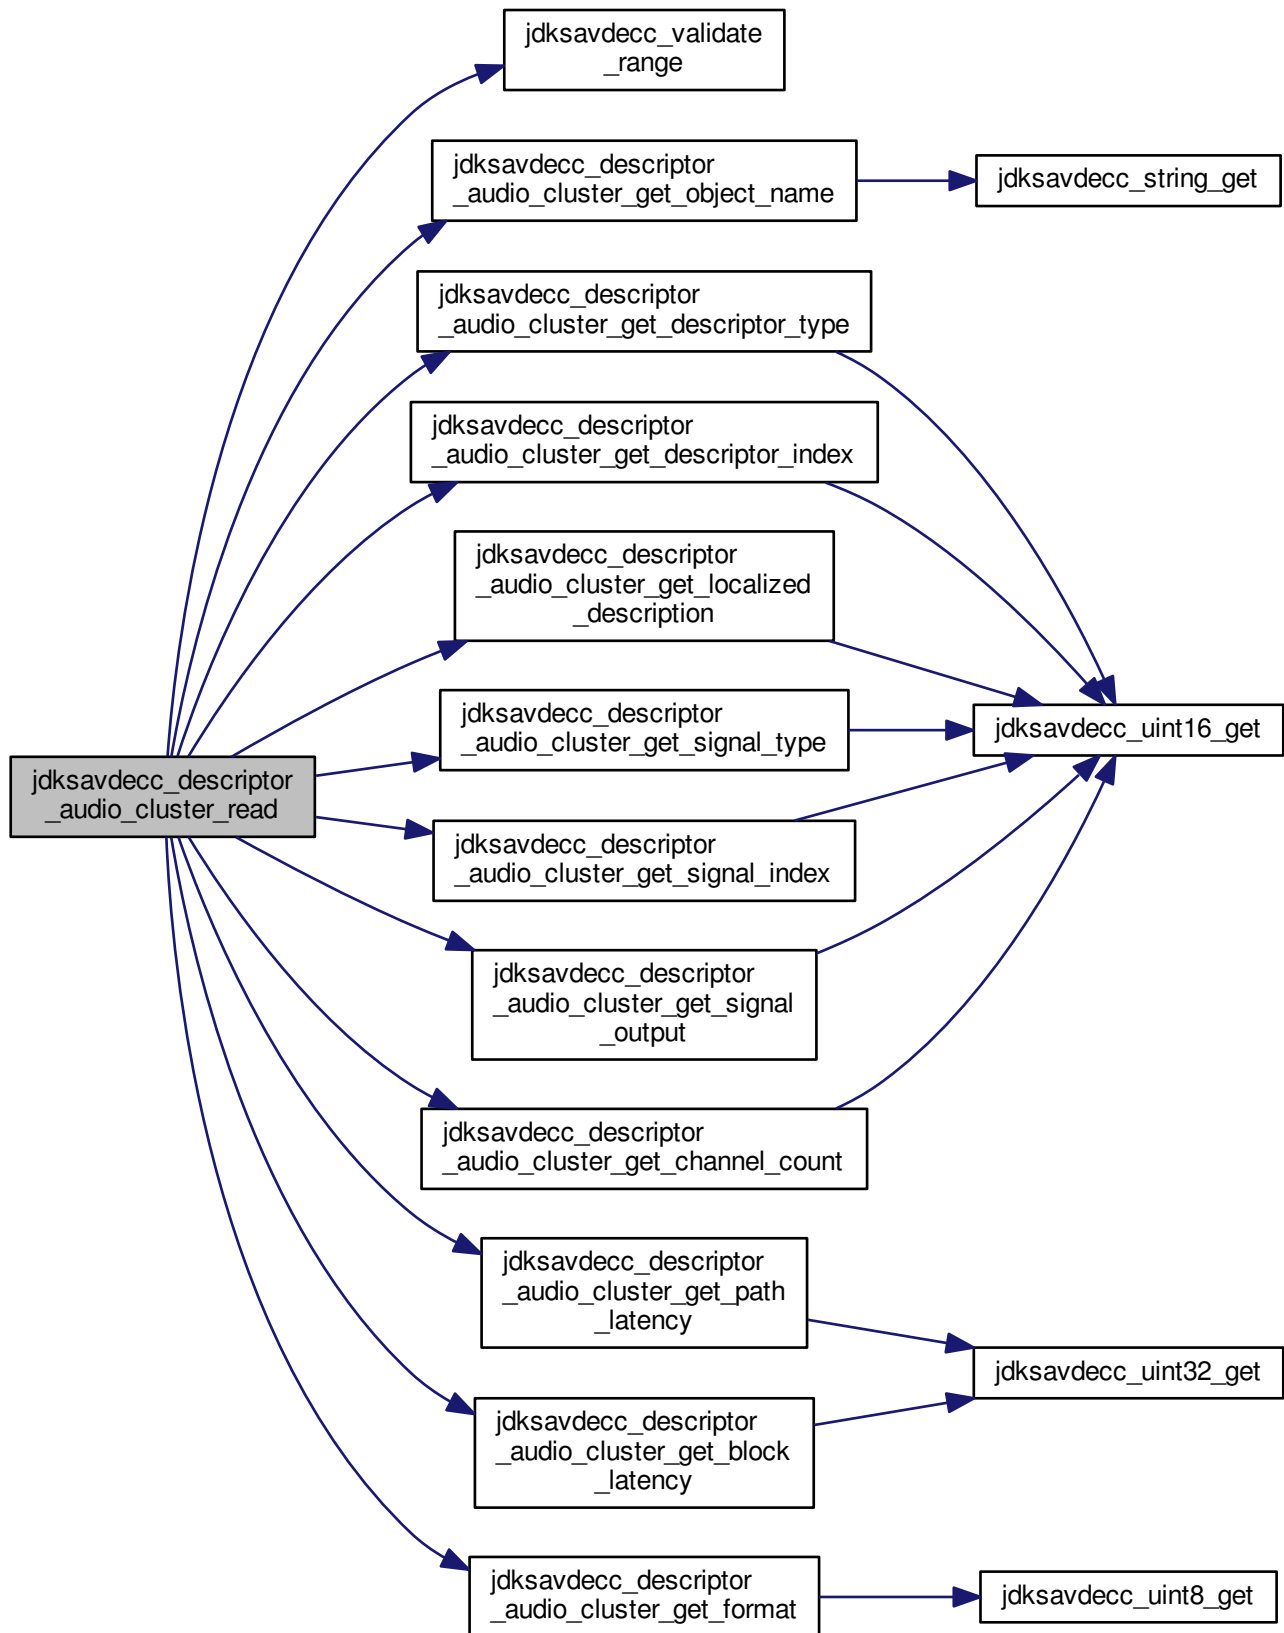 jdksavdecc_validate
_range
jdksavdecc_descriptor
_audio_cluster_get_object_name
jdksavdecc_string_get
jdksavdecc_descriptor
_audio_cluster_get_descriptor_type
jdksavdecc_descriptor
_audio_cluster_get_descriptor_index
jdksavdecc_descriptor
_audio_cluster_get_localized
_description
jdksavdecc_descriptor
_audio_cluster_get_signal_type
jdksavdecc_uint16_get
jdksavdecc_descriptor
_audio_cluster_read
jdksavdecc_descriptor
_audio_cluster_get_signal_index
jdksavdecc_descriptor
_audio_cluster_get_signal
_output
jdksavdecc_descriptor
_audio_cluster_get_channel_count
jdksavdecc_descriptor
_audio_cluster_get_path
_latency
jdksavdecc_uint32_get
jdksavdecc_descriptor
_audio_cluster_get_block
_latency
jdksavdecc_descriptor
_audio_cluster_get_format
jdksavdecc_uint8_get